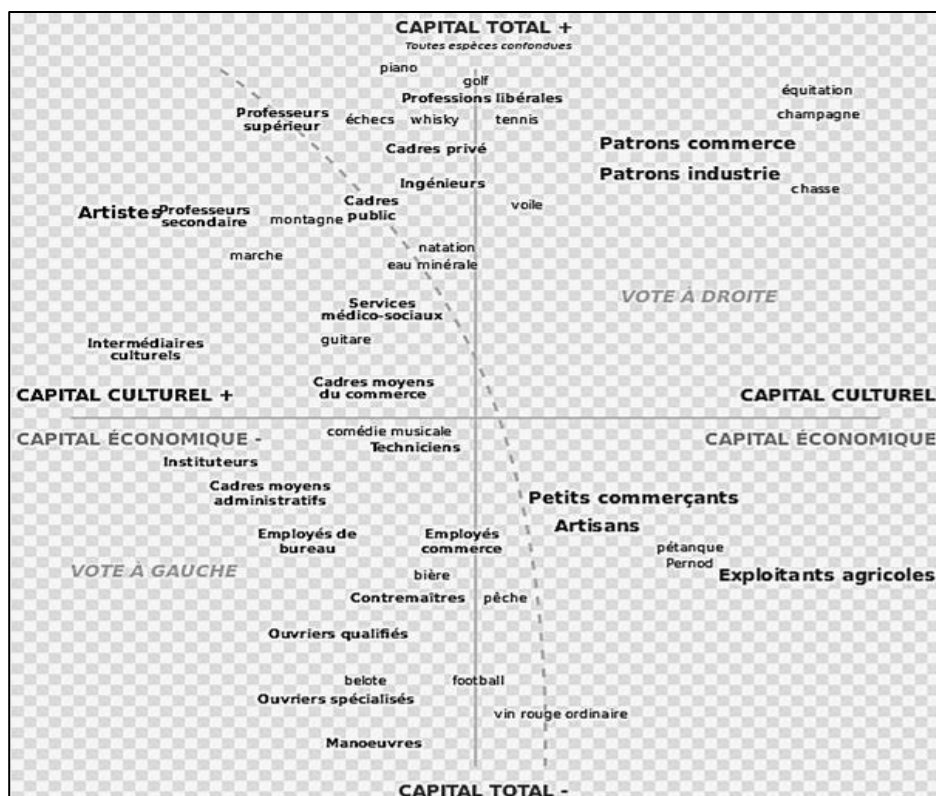 CAPITAL TOTAL +
Toutes espèces confondues
piano
golf
équitation
Professions libérales
Professeurs
supérieur
échecs
whisky
tennis
champagne
Patrons commerce
Cadres privé
Patrons industrie
Ingénieurs
chasse
Cadres
public
voile
Artistes
Professeurs
secondaire
montagne
marche
natation
eau minérale
VOTE À DROITE
Services
médico-sociaux
guitare
Intermédiaires
culturels
Cadres moyens
du commerce
CAPITAL CULTUREL +
CAPITAL CULTUREL
CAPITAL ÉCONOMIQUE -
CAPITAL ÉCONOMIQUE
comédie musicale
Techniciens
Instituteurs
Cadres moyens
administratifs
Petits commerçants
Artisans
Employés de
bureau
Employés
commerce
pétanque
Pernod
VOTE À GAUCHE
bière
Exploitants agricoles
Contremaîtres
pêche
Ouvriers qualifiés
belote
football
Ouvriers spécialisés
vin rouge ordinaire
Manoeuvres
CAPITAL TOTAL -